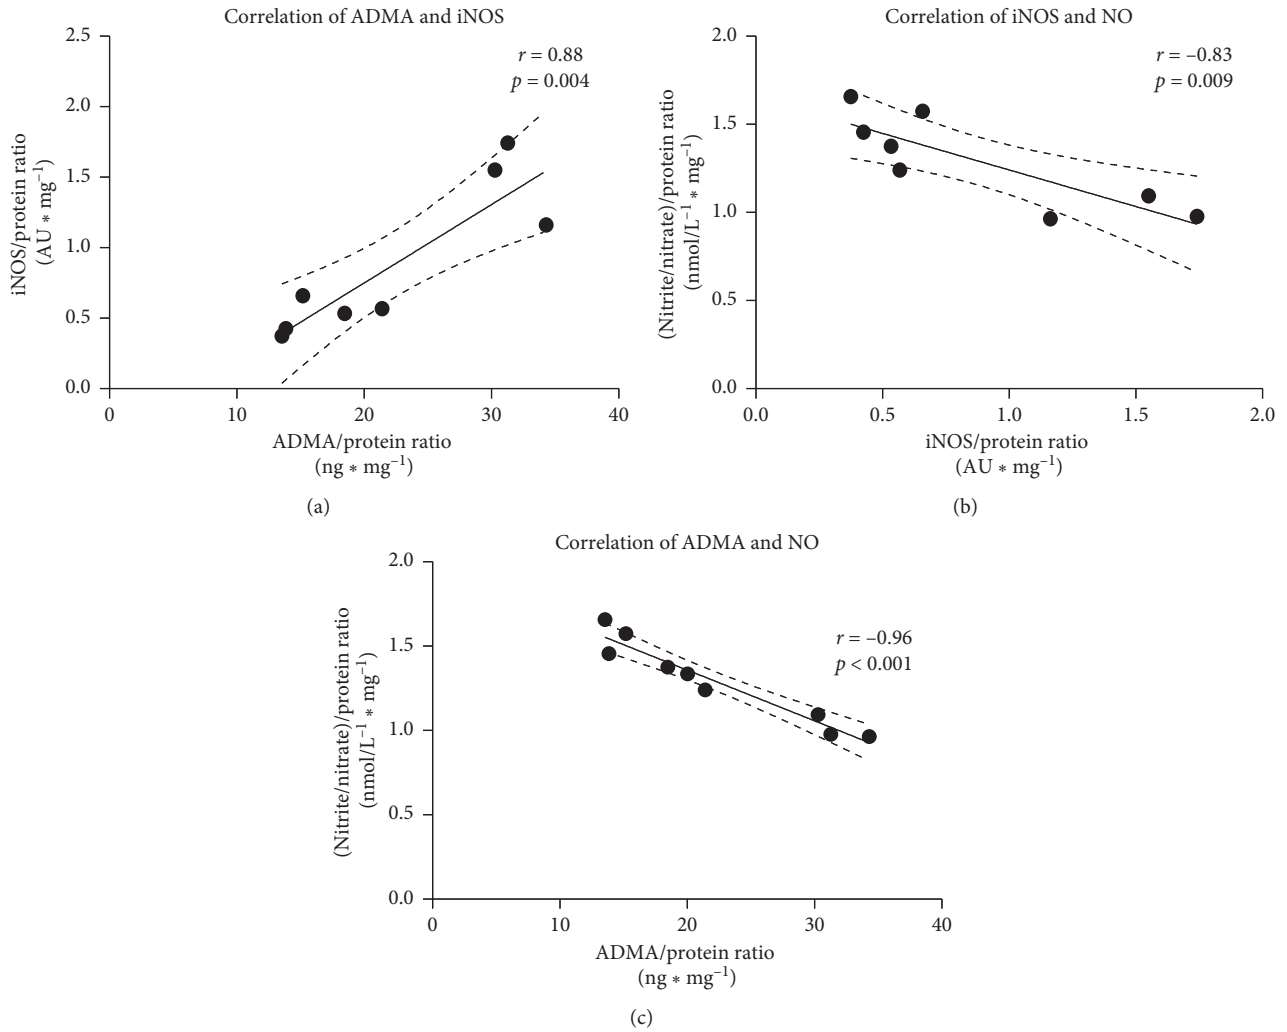 Correlation of ADMA and iNOS
r = 0.88
p = 0.004
2.5
2.0
1.5
1.0
0.5
0.0
iNOS/protein ratio
(AU ∗ mg⁻¹)
0 10 20 30 40
ADMA/protein ratio
(ng ∗ mg⁻¹)
(a)
Correlation of iNOS and NO
r = –0.83
p = 0.009
2.0
1.5
1.0
0.5
0.0
(Nitrite/nitrate)/protein ratio
(nmol/L⁻¹ ∗ mg⁻¹)
0.0 0.5 1.0 1.5 2.0
iNOS/protein ratio
(AU ∗ mg⁻¹)
(b)
Correlation of ADMA and NO
r = –0.96
p < 0.001
2.0
1.5
1.0
0.5
0.0
(Nitrite/nitrate)/protein ratio
(nmol/L⁻¹ ∗ mg⁻¹)
0 10 20 30 40
ADMA/protein ratio
(ng ∗ mg⁻¹)
(c)